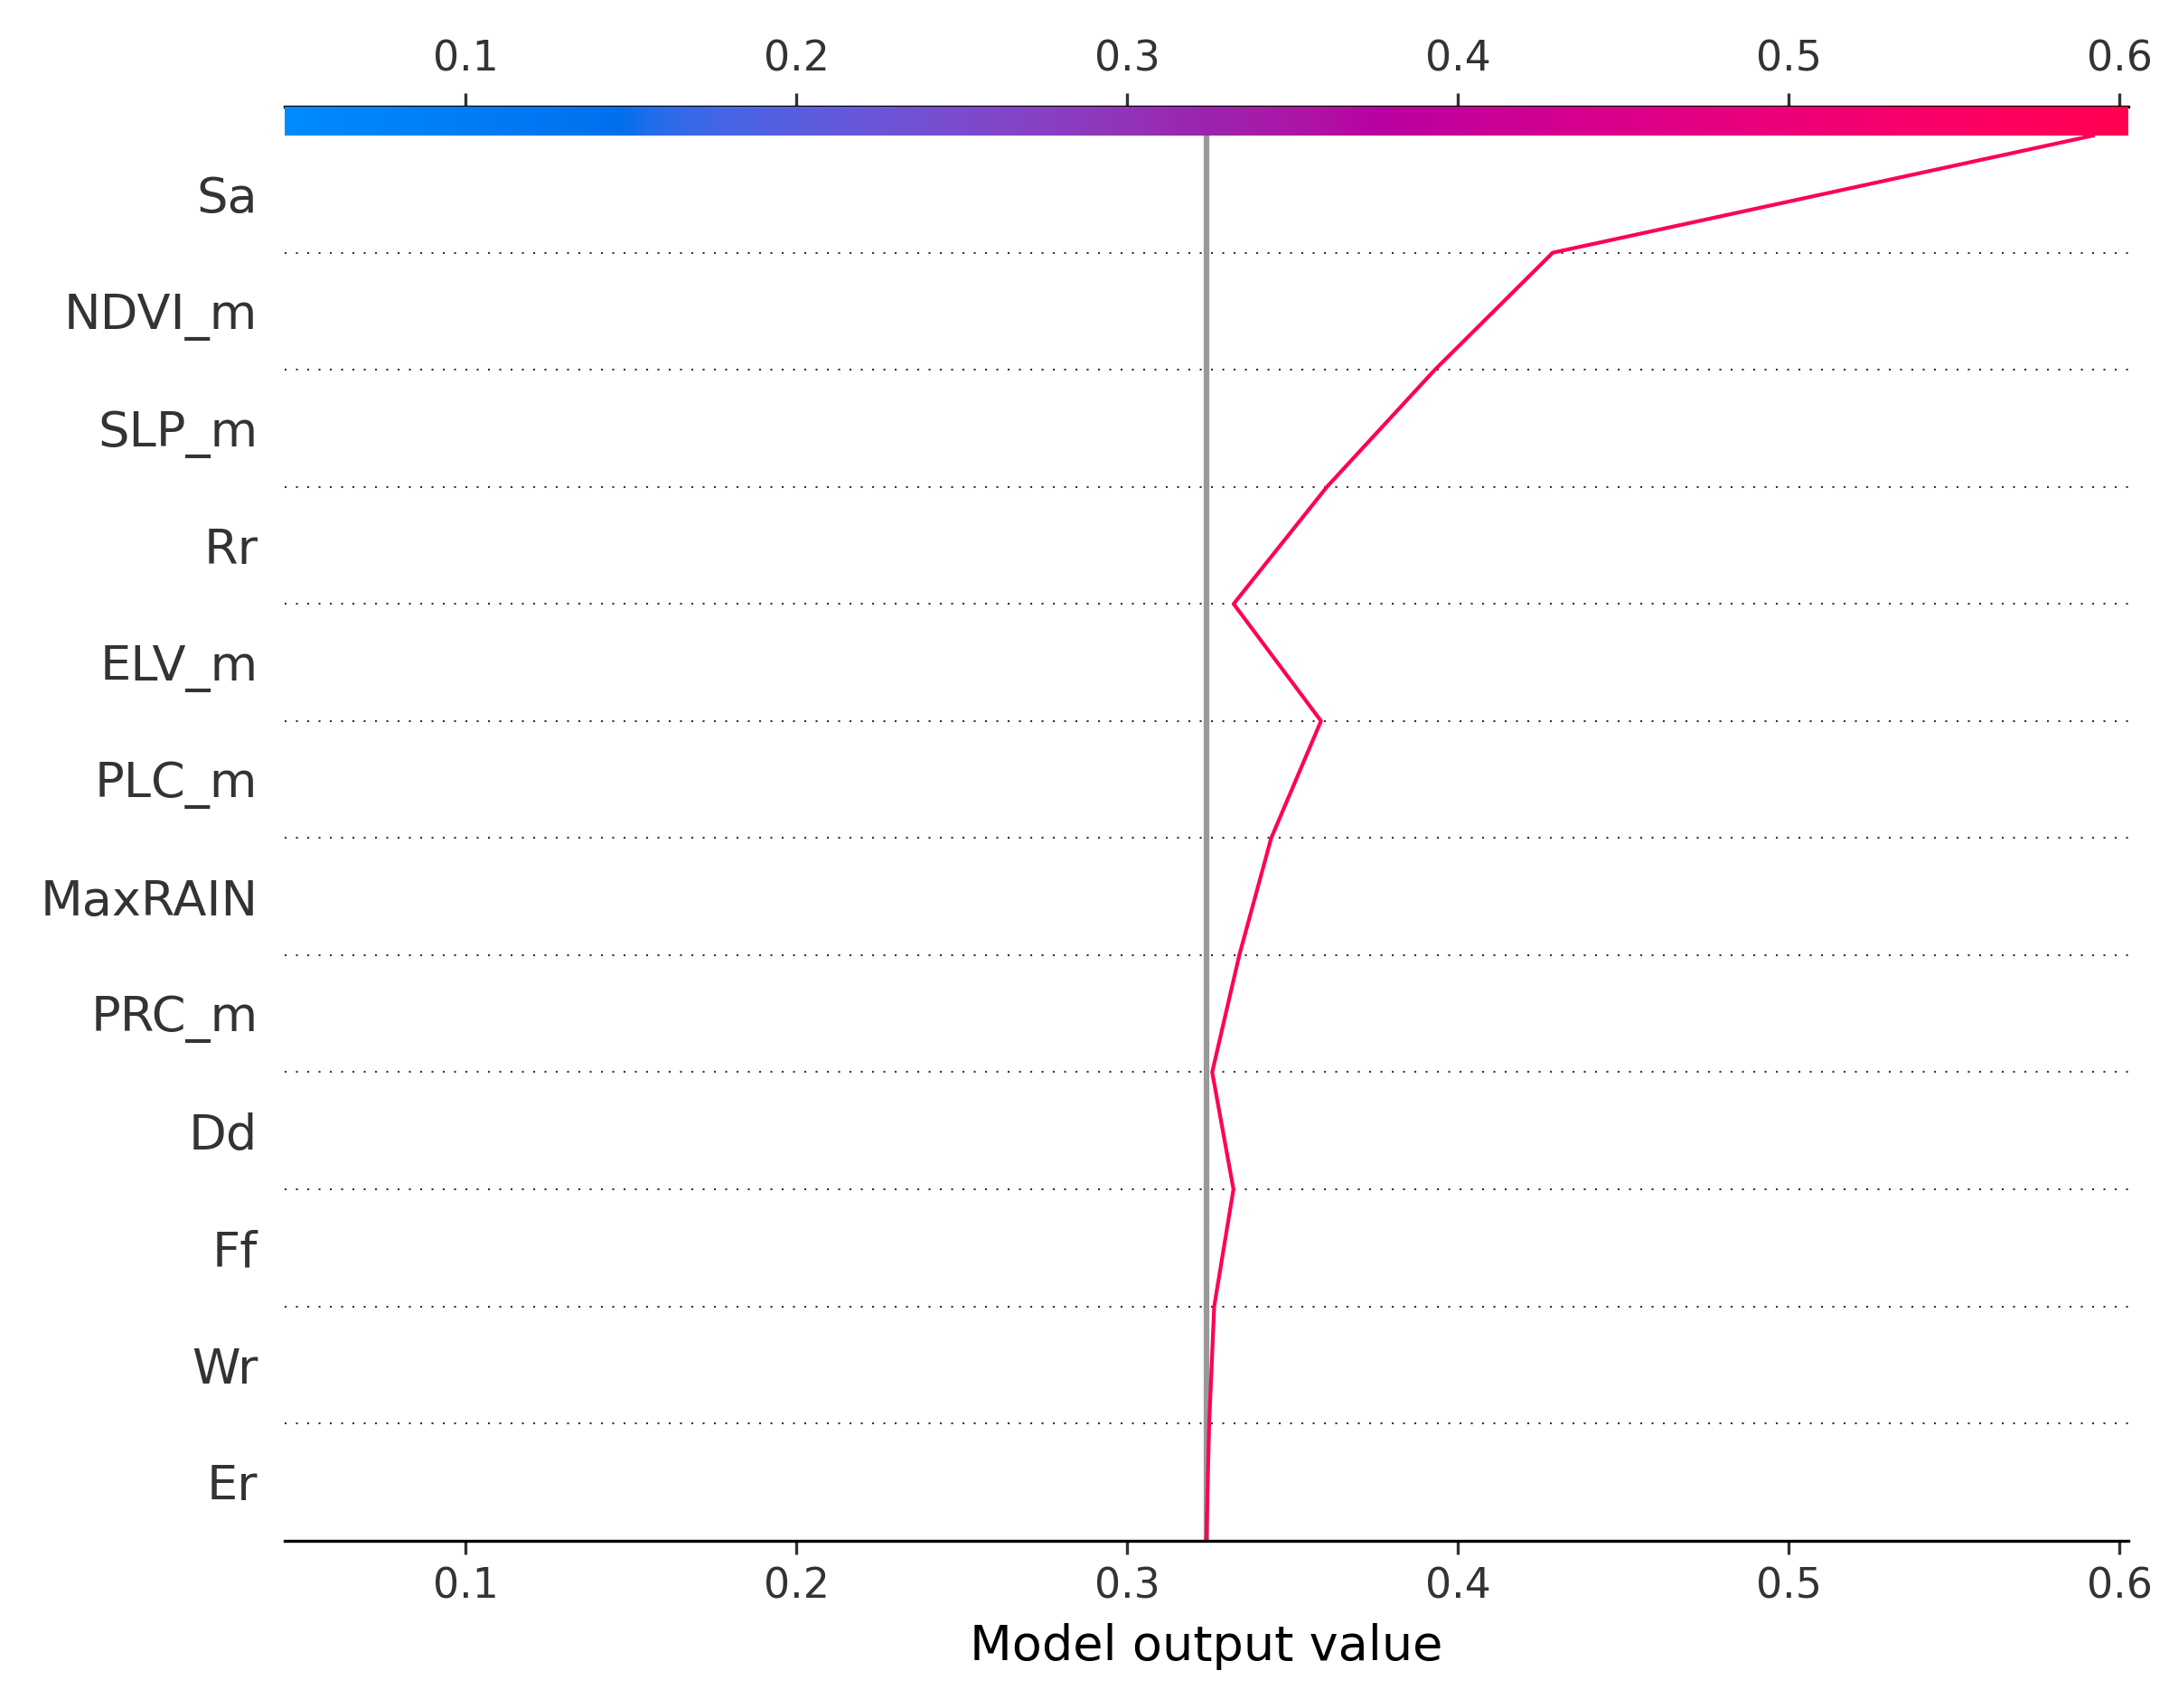 0.1 0.2 0.3 0.4 0.5 0.6
Sa
NDVI_m
SLP_m
Rr
ELV_m
PLC_m
MaxRAIN
PRC_m
Dd
Ff
Wr
Er
0.1 0.2 0.3 0.4 0.5 0.6
Model output value